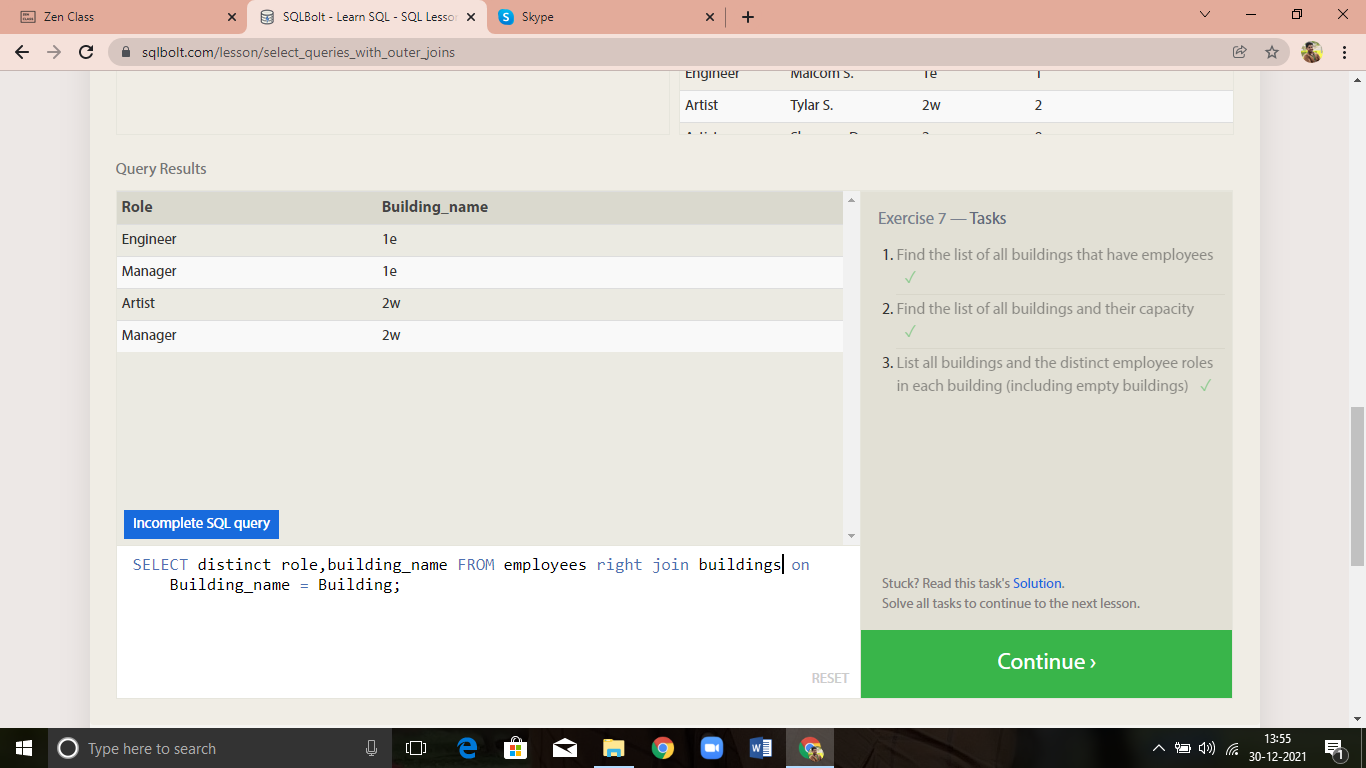 Zen Class
SQLBolt - Learn SQL - SQL Lesso
Skype
sqlbolt.com/lesson/select_queries_with_outer_joins
Engineer Malcom S. 1e 1
Artist Tylar S. 2w 2
Query Results
Role Building_name
Engineer 1e
Manager 1e
Artist 2w
Manager 2w
Incomplete SQL query
SELECT distinct role,building_name FROM employees right join buildings on
Building_name = Building;
RESET
Exercise 7 — Tasks
1. Find the list of all buildings that have employees
✓
2. Find the list of all buildings and their capacity
✓
3. List all buildings and the distinct employee roles
in each building (including empty buildings) ✓
Stuck? Read this task's Solution.
Solve all tasks to continue to the next lesson.
Continue ›
Type here to search
13:55
30-12-2021
1